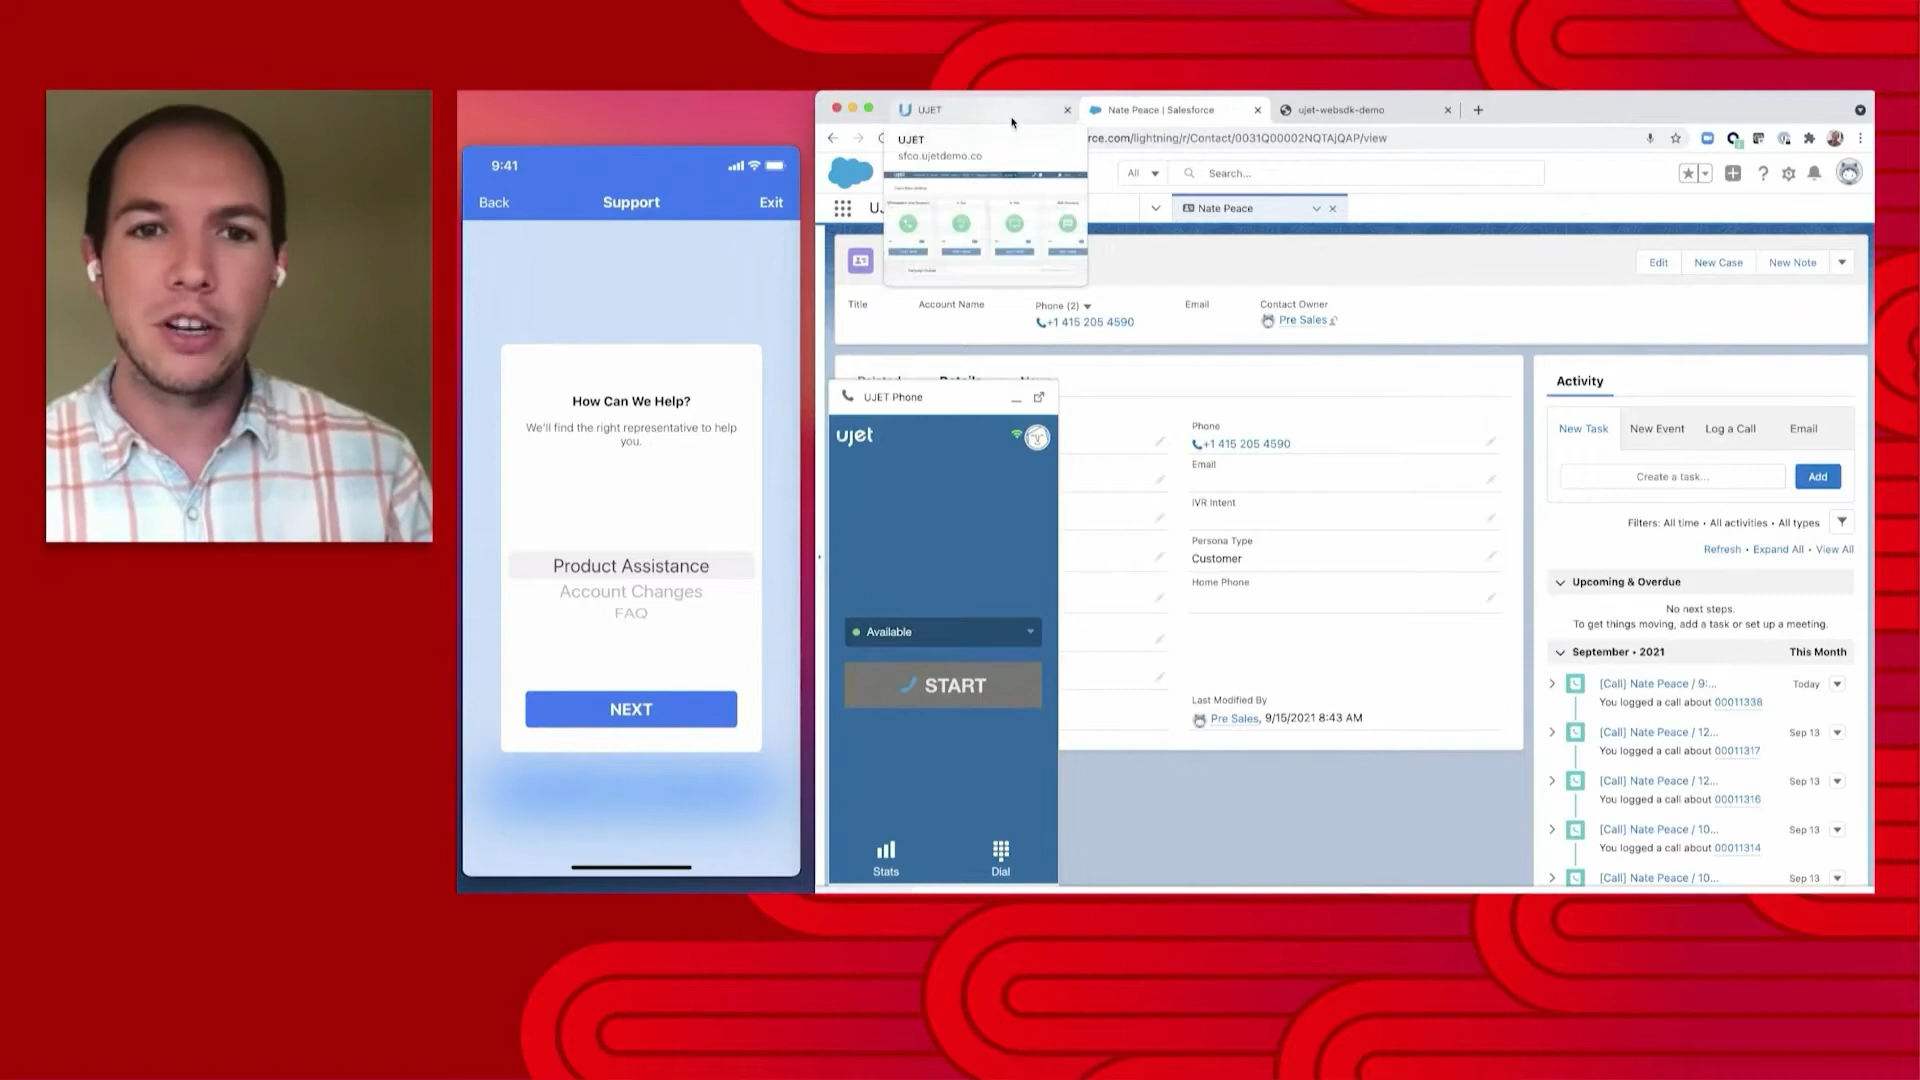 9:41
Back
Support
Exit
How Can We Help?
We'll find the right representative to help
you.
Product Assistance
Account Changes
FAQ
NEXT
UJET
Nate Peace | Salesforce
ujet-websdk-demo
UJET
sfco.ujetdemo.co
rce.com/lightning/r/Contact/0031Q00002NQTAjQAP/view
All
Search...
UJ
Nate Peace
Edit
New Case
New Note
Title
Account Name
Phone (2)
Email
Contact Owner
+1 415 205 4590
Pre Sales
Details
UJET Phone
ujet
Available
START
Stats
Dial
Phone
+1 415 205 4590
Email
IVR Intent
Persona Type
Customer
Home Phone
Last Modified By
Pre Sales, 9/15/2021 8:43 AM
Activity
New Task
New Event
Log a Call
Email
Create a task...
Add
Filters: All time • All activities • All types
Refresh • Expand All • View All
Upcoming & Overdue
No next steps.
To get things moving, add a task or set up a meeting.
September • 2021
This Month
[Call] Nate Peace / 9:...
Today
You logged a call about 00011338
[Call] Nate Peace / 12...
Sep 13
You logged a call about 00011317
[Call] Nate Peace / 12...
Sep 13
You logged a call about 00011316
[Call] Nate Peace / 10...
Sep 13
You logged a call about 00011314
[Call] Nate Peace / 10...
Sep 13